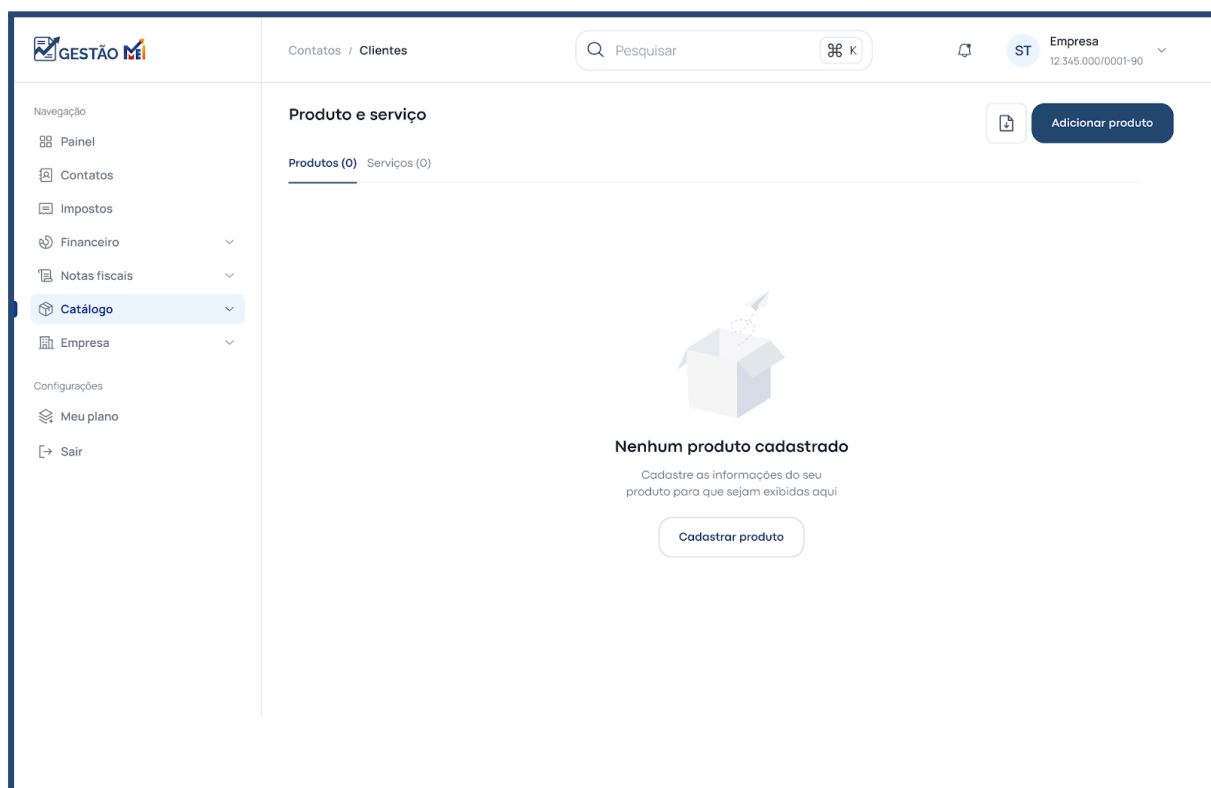 GESTÃO MEI
Contatos / Clientes
Pesquisar
⌘ K
ST
Empresa
12.345.000/0001-90
Navegação
Painel
Contatos
Impostos
Financeiro
Notas fiscais
Catálogo
Empresa
Configurações
Meu plano
Sair
Produto e serviço
Adicionar produto
Produtos (0) Serviços (0)
Nenhum produto cadastrado
Cadastre as informações do seu
produto para que sejam exibidas aqui
Cadastrar produto